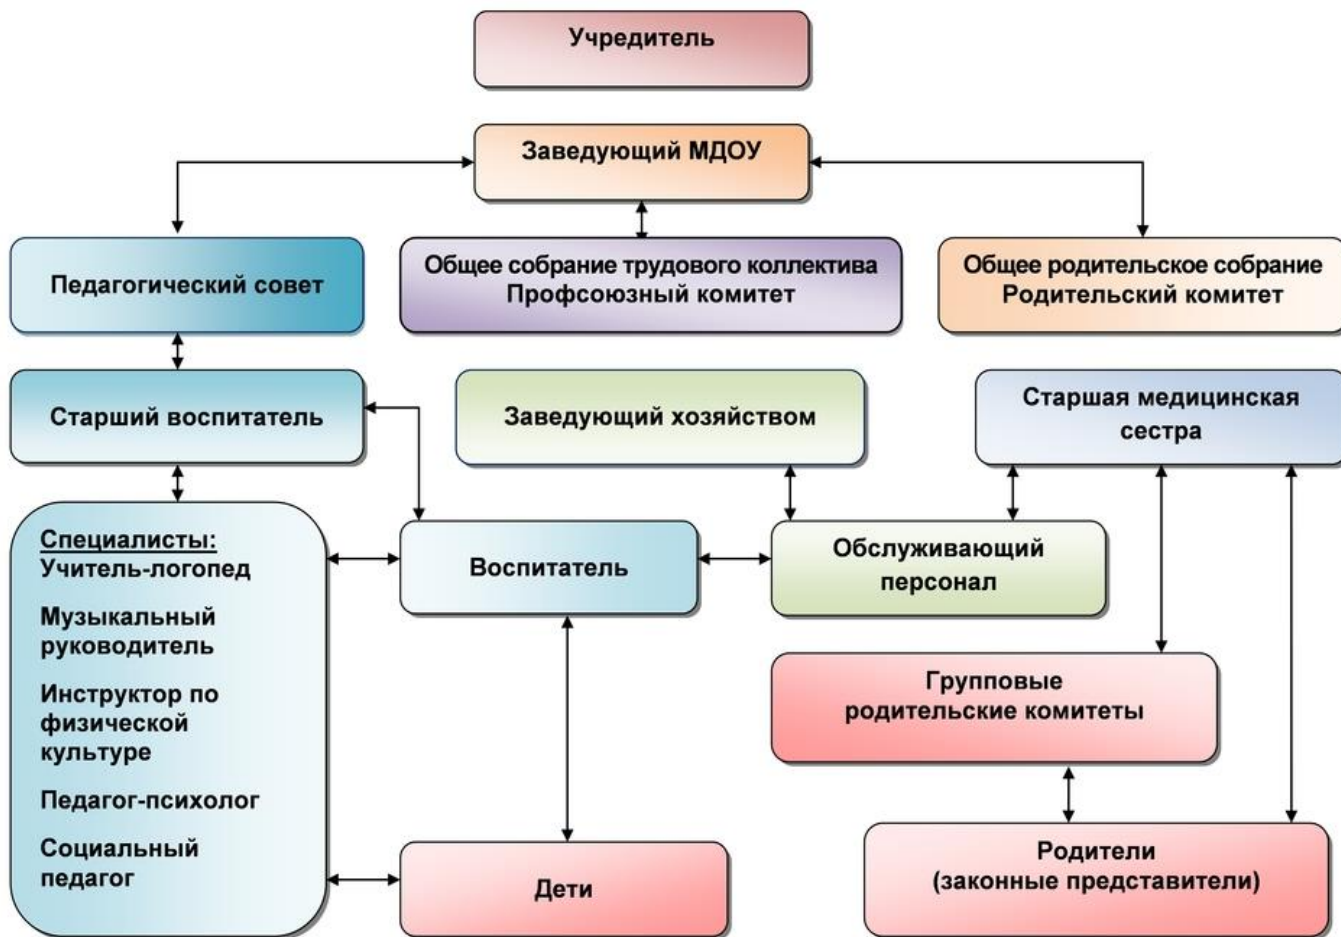 Учредитель
Заведующий МДОУ
Педагогический совет
Общее собрание трудового коллектива
Профсоюзный комитет
Общее родительское собрание
Родительский комитет
Старший воспитатель
Заведующий хозяйством
Старшая медицинская
сестра
Специалисты:
Учитель-логопед
Музыкальный
руководитель
Инструктор по
физической
культуре
Педагог-психолог
Социальный
педагог
Воспитатель
Обслуживающий
персонал
Групповые
родительские комитеты
Дети
Родители
(законные представители)